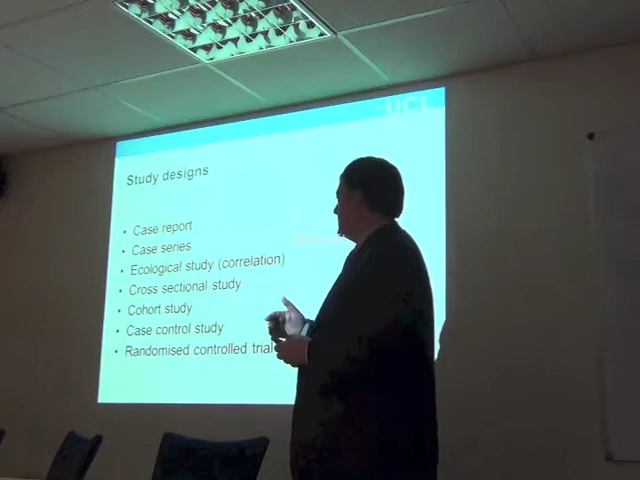 UCL
Study designs
Case report
Case series
Ecological study (correlation)
Cross sectional study
Cohort study
Case control study
Randomised controlled trial